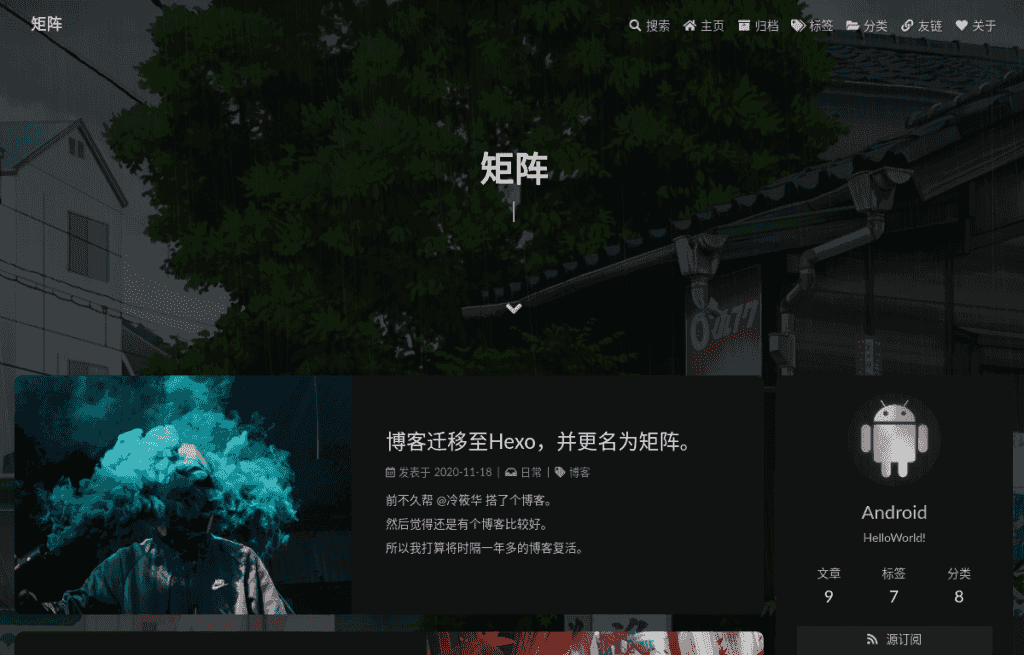 矩阵
搜索 主页 归档 标签 分类 友链 关于
矩阵
博客迁移至Hexo，并更名为矩阵。
发表于 2020-11-18 | 日常 | 博客
前不久帮 @冷筱华 搭了个博客。
然后觉得还是有个博客比较好。
所以我打算将时隔一年多的博客复活。
Android
HelloWorld!
文章 标签 分类
9 7 8
源订阅